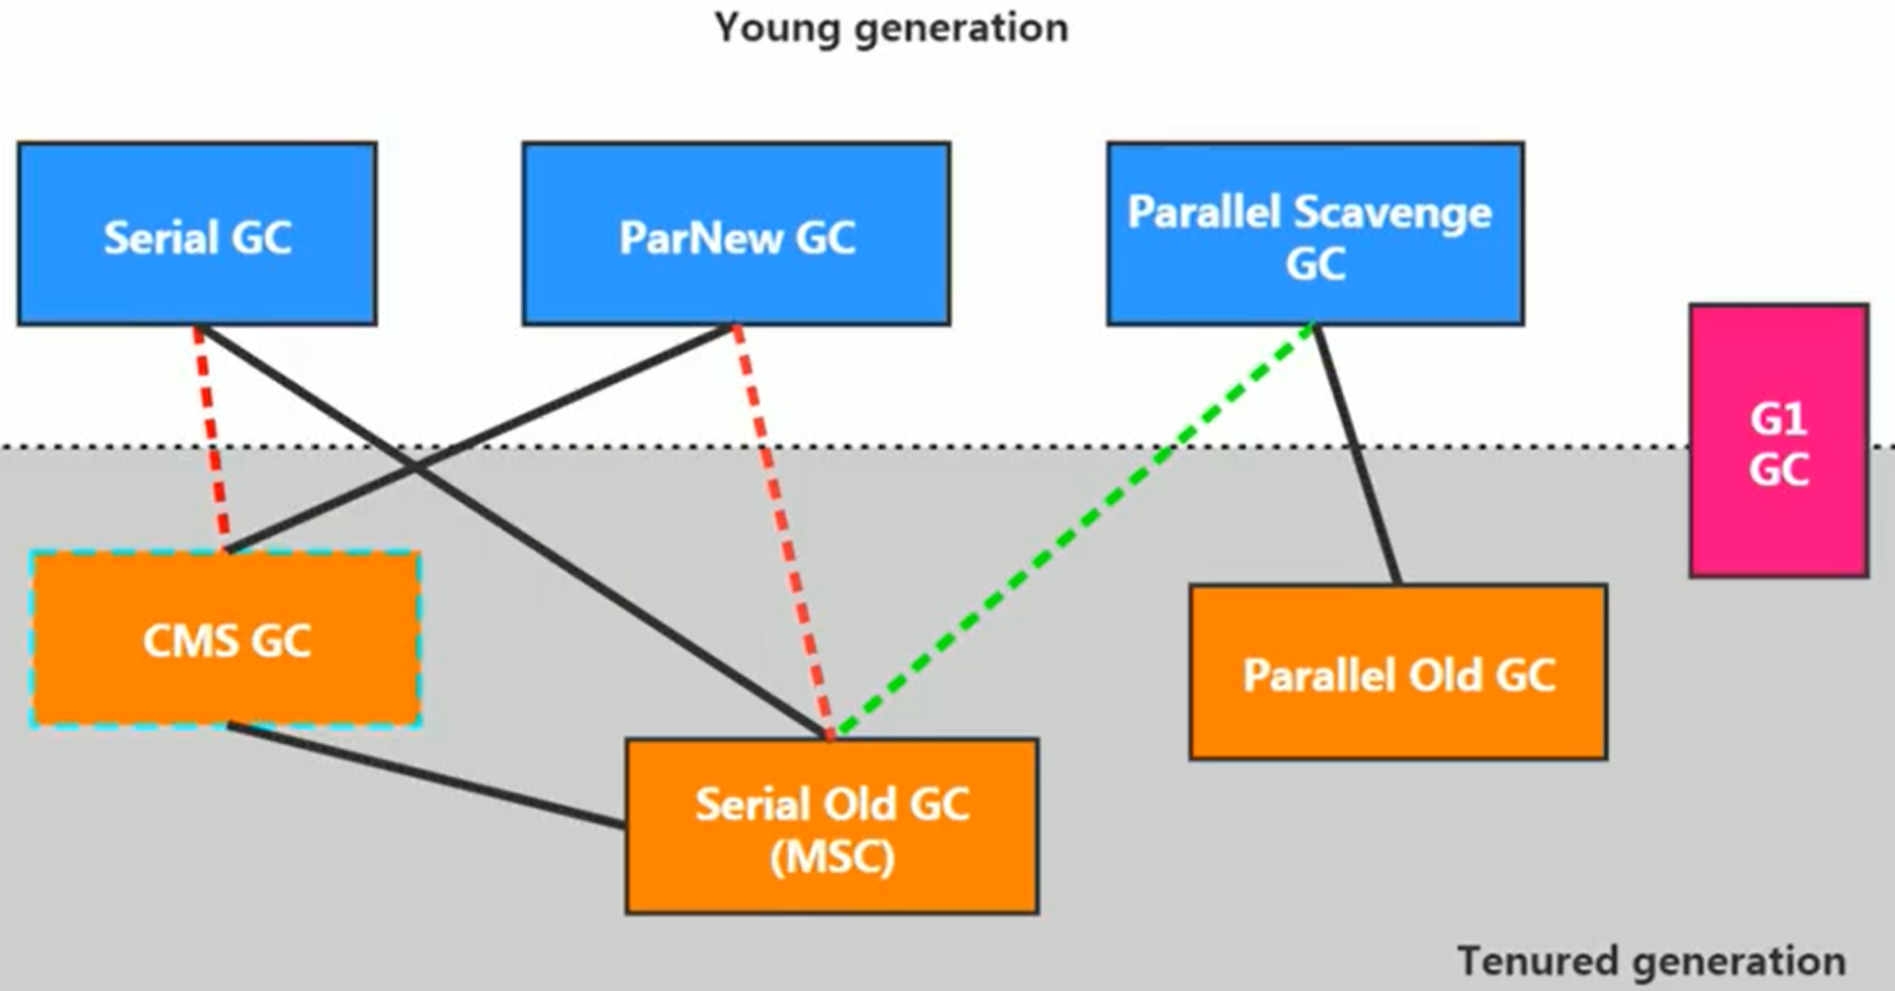 Young generation
Serial GC
ParNew GC
Parallel Scavenge
GC
G1
GC
CMS GC
Parallel Old GC
Serial Old GC
(MSC)
Tenured generation